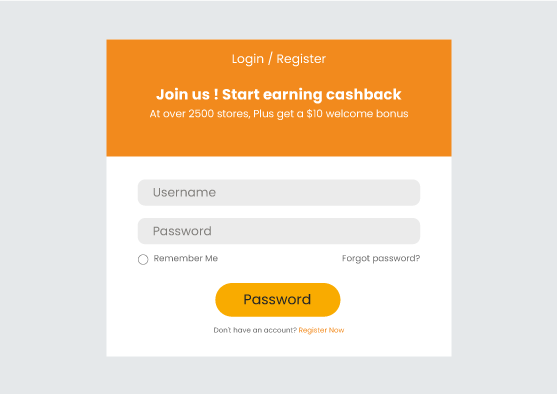 Login / Register
Join us ! Start earning cashback
At over 2500 stores, Plus get a $10 welcome bonus
Username
Password
Remember Me Forgot password?
Password
Don't have an account? Register Now